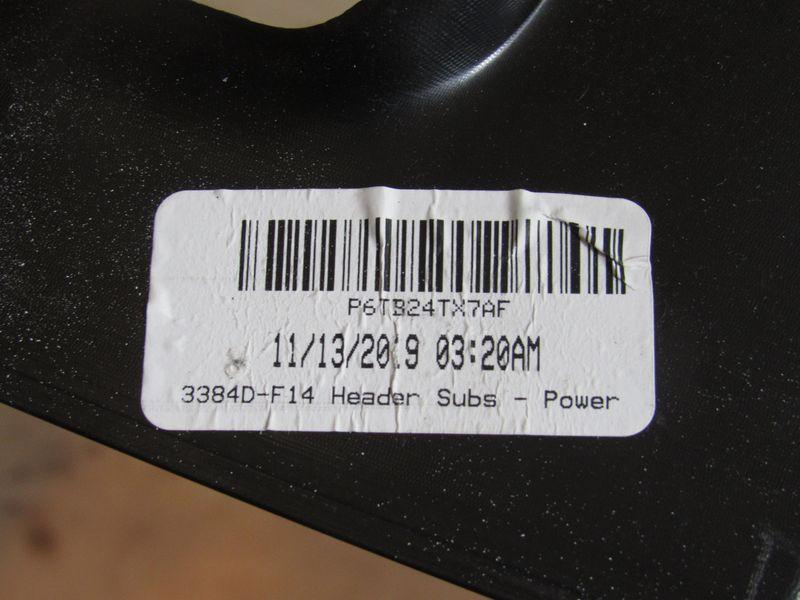 P6TB24TX7AF
11/13/2019 03:20AM
3384D-F14 Header Subs - Power